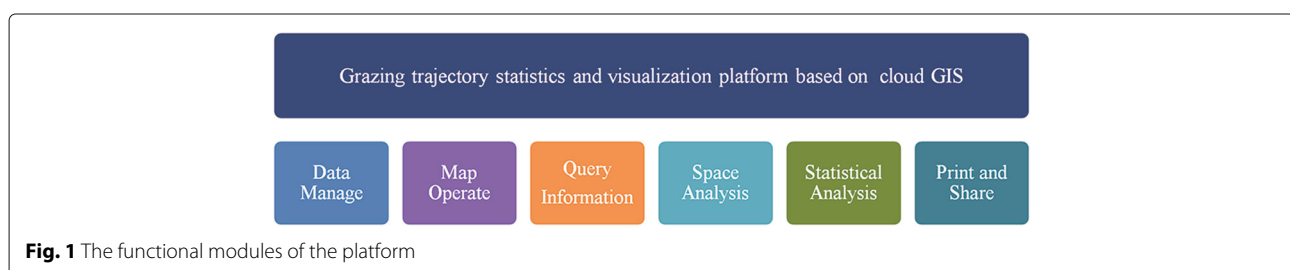 Grazing trajectory statistics and visualization platform based on cloud GIS
Data
Manage
Map
Operate
Query
Information
Space
Analysis
Statistical
Analysis
Print and
Share
Fig. 1 The functional modules of the platform